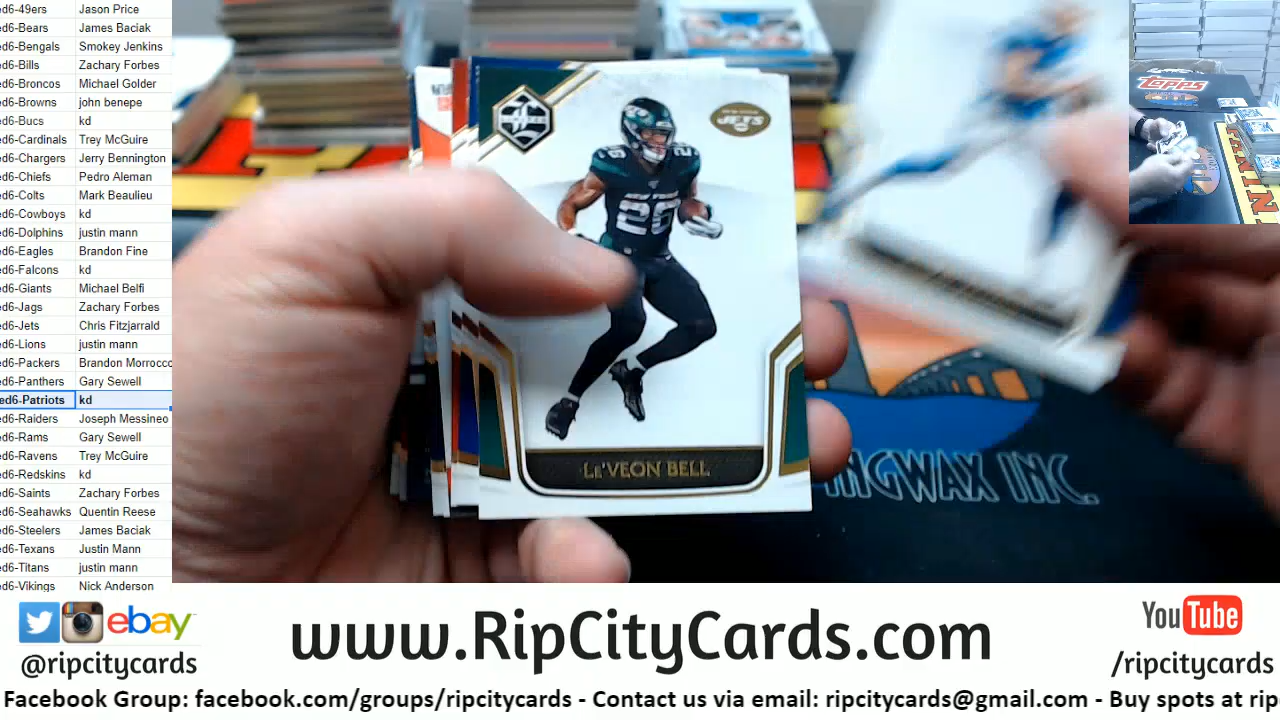 ed6-49ers Jason Price
ed6-Bears James Baciak
ed6-Bengals Smokey Jenkins
ed6-Bills Zachary Forbes
ed6-Broncos Michael Golder
ed6-Browns john benepe
ed6-Bucs kd
ed6-Cardinals Trey McGuire
ed6-Chargers Jerry Bennington
ed6-Chiefs Pedro Aleman
ed6-Colts Mark Beaulieu
ed6-Cowboys kd
ed6-Dolphins justin mann
ed6-Eagles Brandon Fine
ed6-Falcons kd
ed6-Giants Michael Belfi
ed6-Jags Zachary Forbes
ed6-Jets Chris Fitzjarrald
ed6-Lions justin mann
ed6-Packers Brandon Morrocco
ed6-Panthers Gary Sewell
ed6-Patriots kd
ed6-Raiders Joseph Messineo
ed6-Rams Gary Sewell
ed6-Ravens Trey McGuire
ed6-Redskins kd
ed6-Saints Zachary Forbes
ed6-Seahawks Quentin Reese
ed6-Steelers James Baciak
ed6-Texans Justin Mann
ed6-Titans justin mann
ed6-Vikings Nick Anderson
JETS
NEW YORK
26
LE'VEON BELL
Topps
NGWAX INC.
ebay
@ripcitycards
www.RipCityCards.com
YouTube
/ripcitycards
Facebook Group: facebook.com/groups/ripcitycards - Contact us via email: ripcitycards@gmail.com - Buy spots at rip